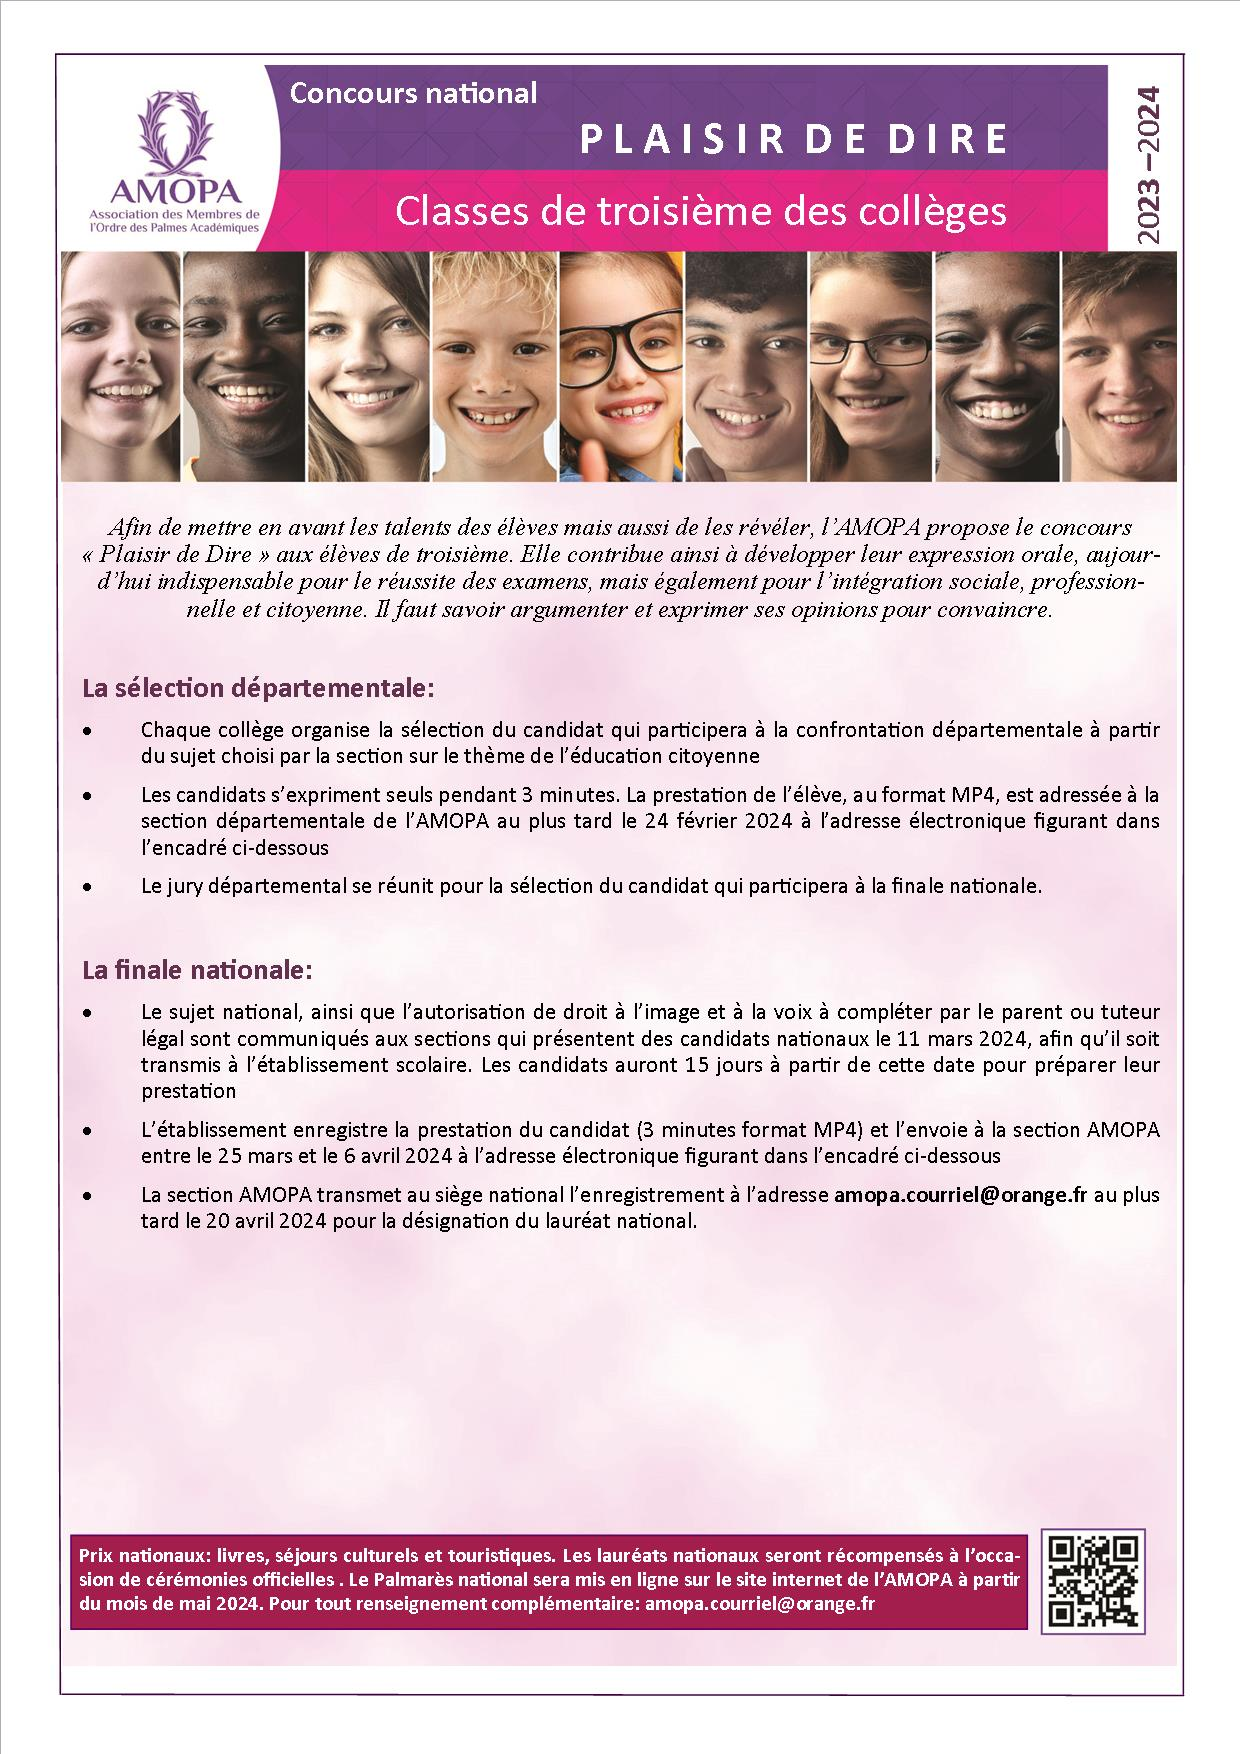 Concours national
PLAISIR DE DIRE
Classes de troisième des collèges
2023 –2024
AMOPA
Association des Membres de
l'Ordre des Palmes Académiques
Afin de mettre en avant les talents des élèves mais aussi de les révéler, l’AMOPA propose le concours
« Plaisir de Dire » aux élèves de troisième. Elle contribue ainsi à développer leur expression orale, aujour-
d’hui indispensable pour le réussite des examens, mais également pour l’intégration sociale, profession-
nelle et citoyenne. Il faut savoir argumenter et exprimer ses opinions pour convaincre.
La sélection départementale:
• Chaque collège organise la sélection du candidat qui participera à la confrontation départementale à partir
du sujet choisi par la section sur le thème de l’éducation citoyenne
• Les candidats s’expriment seuls pendant 3 minutes. La prestation de l’élève, au format MP4, est adressée à la
section départementale de l’AMOPA au plus tard le 24 février 2024 à l’adresse électronique figurant dans
l’encadré ci-dessous
• Le jury départemental se réunit pour la sélection du candidat qui participera à la finale nationale.
La finale nationale:
• Le sujet national, ainsi que l’autorisation de droit à l’image et à la voix à compléter par le parent ou tuteur
légal sont communiqués aux sections qui présentent des candidats nationaux le 11 mars 2024, afin qu’il soit
transmis à l’établissement scolaire. Les candidats auront 15 jours à partir de cette date pour préparer leur
prestation
• L’établissement enregistre la prestation du candidat (3 minutes format MP4) et l’envoie à la section AMOPA
entre le 25 mars et le 6 avril 2024 à l’adresse électronique figurant dans l’encadré ci-dessous
• La section AMOPA transmet au siège national l’enregistrement à l’adresse amopa.courriel@orange.fr au plus
tard le 20 avril 2024 pour la désignation du lauréat national.
Prix nationaux: livres, séjours culturels et touristiques. Les lauréats nationaux seront récompensés à l’occa-
sion de cérémonies officielles . Le Palmarès national sera mis en ligne sur le site internet de l’AMOPA à partir
du mois de mai 2024. Pour tout renseignement complémentaire: amopa.courriel@orange.fr